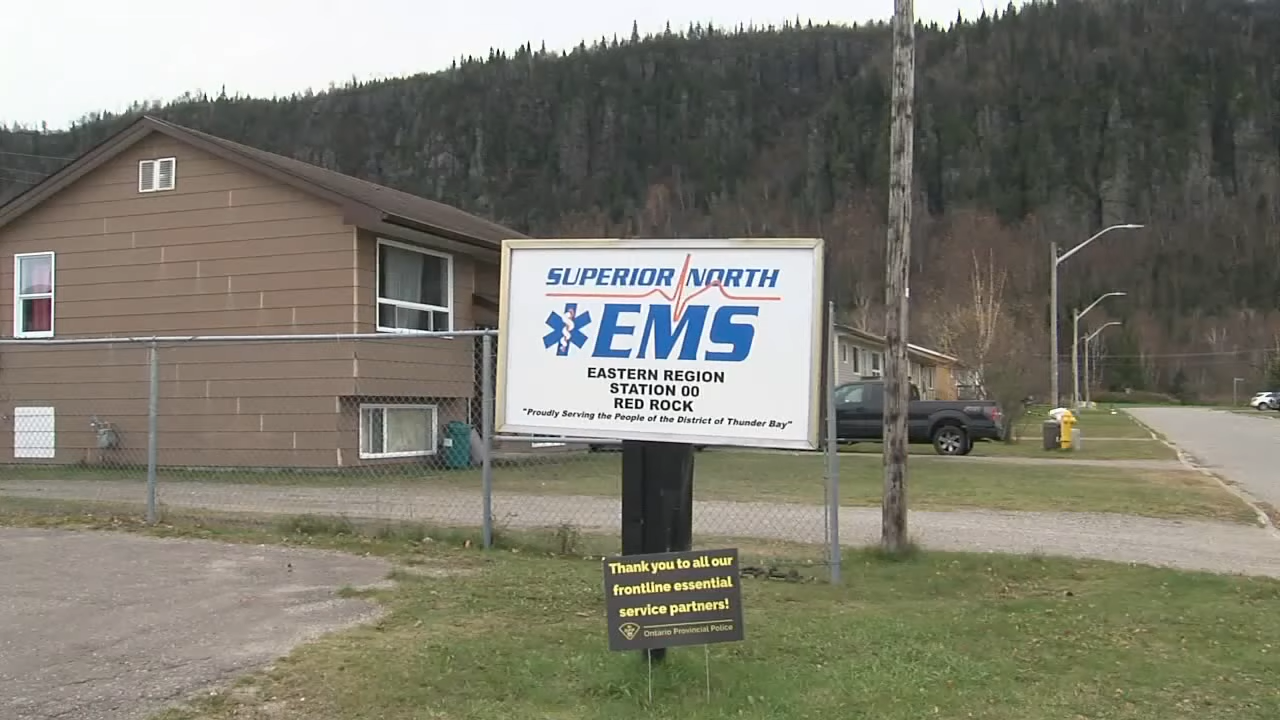 SUPERIOR NORTH
EMS
EASTERN REGION
STATION 00
RED ROCK
"Proudly Serving the People of the District of Thunder Bay"
Thank you to all our
frontline essential
service partners!
Ontario Provincial Police